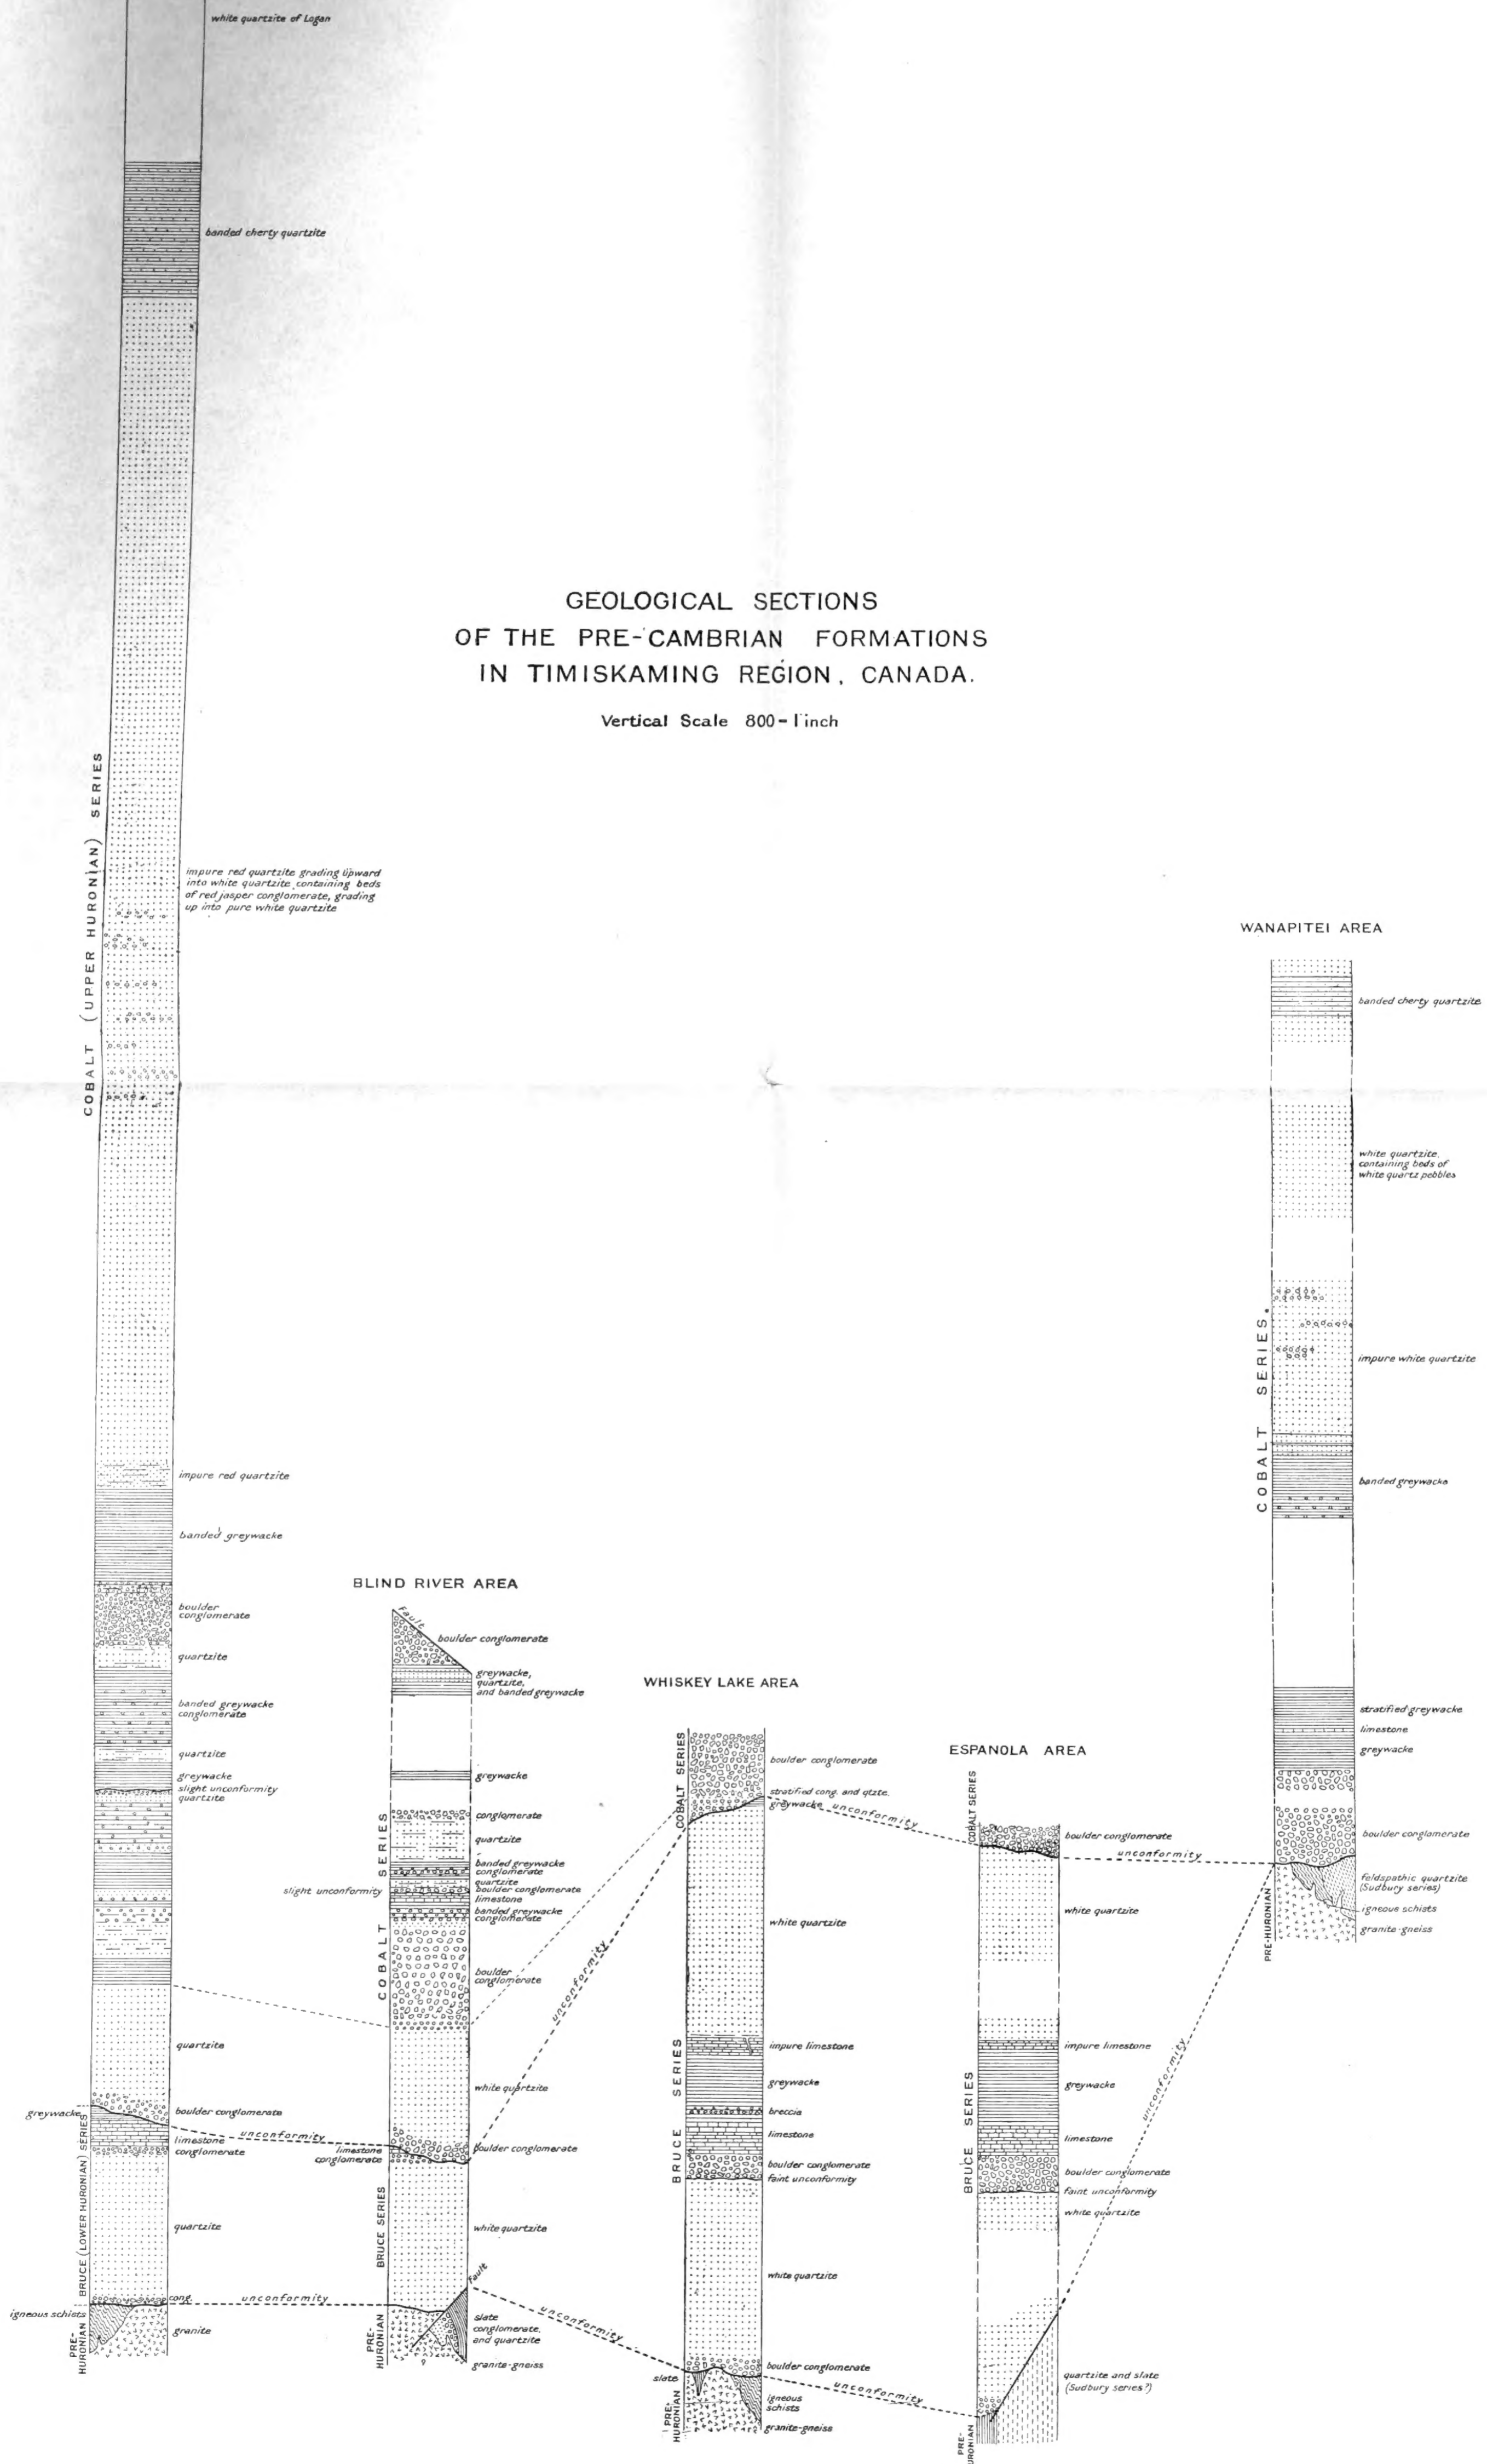 white quartzite of Logan
banded cherty quartzite
GEOLOGICAL SECTIONS
OF THE PRE-CAMBRIAN FORMATIONS
IN TIMISKAMING REGION, CANADA.
Vertical Scale 800-1 inch
COBALT (UPPER HURONIAN) SERIES
impure red quartzite grading upward
into white quartzite containing beds
of red jasper conglomerate, grading
up into pure white quartzite
impure red quartzite
banded greywacke
boulder
conglomerate
quartzite
banded greywacke
conglomerate
quartzite
greywacke
slight unconformity
quartzite
quartzite
greywacke
boulder conglomerate
unconformity
limestone
conglomerate
BRUCE (LOWER HURONIAN) SERIES
quartzite
cong.
unconformity
igneous schists
granite
PRE-
HURONIAN
BLIND RIVER AREA
Fault
boulder conglomerate
greywacke,
quartzite,
and banded greywacke
greywacke
COBALT SERIES
conglomerate
quartzite
banded greywacke
conglomerate
quartzite
slight unconformity
boulder conglomerate
limestone
banded greywacke
conglomerate
boulder
conglomerate
unconformity
white quartzite
limestone
conglomerate
boulder conglomerate
BRUCE SERIES
white quartzite
Fault
unconformity
slate
conglomerate,
and quartzite
granite-gneiss
?
PRE-
HURONIAN
WHISKEY LAKE AREA
COBALT SERIES
boulder conglomerate
stratified cong. and qtzte.
greywacke
unconformity
white quartzite
BRUCE SERIES
impure limestone
greywacke
breccia
limestone
boulder conglomerate
faint unconformity
white quartzite
boulder conglomerate
slate
unconformity
igneous
schists
granite-gneiss
PRE-
HURONIAN
ESPANOLA AREA
COBALT SERIES
boulder conglomerate
unconformity
white quartzite
BRUCE SERIES
impure limestone
greywacke
limestone
boulder conglomerate
faint unconformity
white quartzite
unconformity
quartzite and slate
(Sudbury series?)
PRE-
HURONIAN
WANAPITEI AREA
banded cherty quartzite
white quartzite,
containing beds of
white quartz pebbles
COBALT SERIES.
impure white quartzite
banded greywacke
stratified greywacke
limestone
greywacke
boulder conglomerate
feldspathic quartzite
(Sudbury series)
igneous schists
granite-gneiss
PRE-HURONIAN